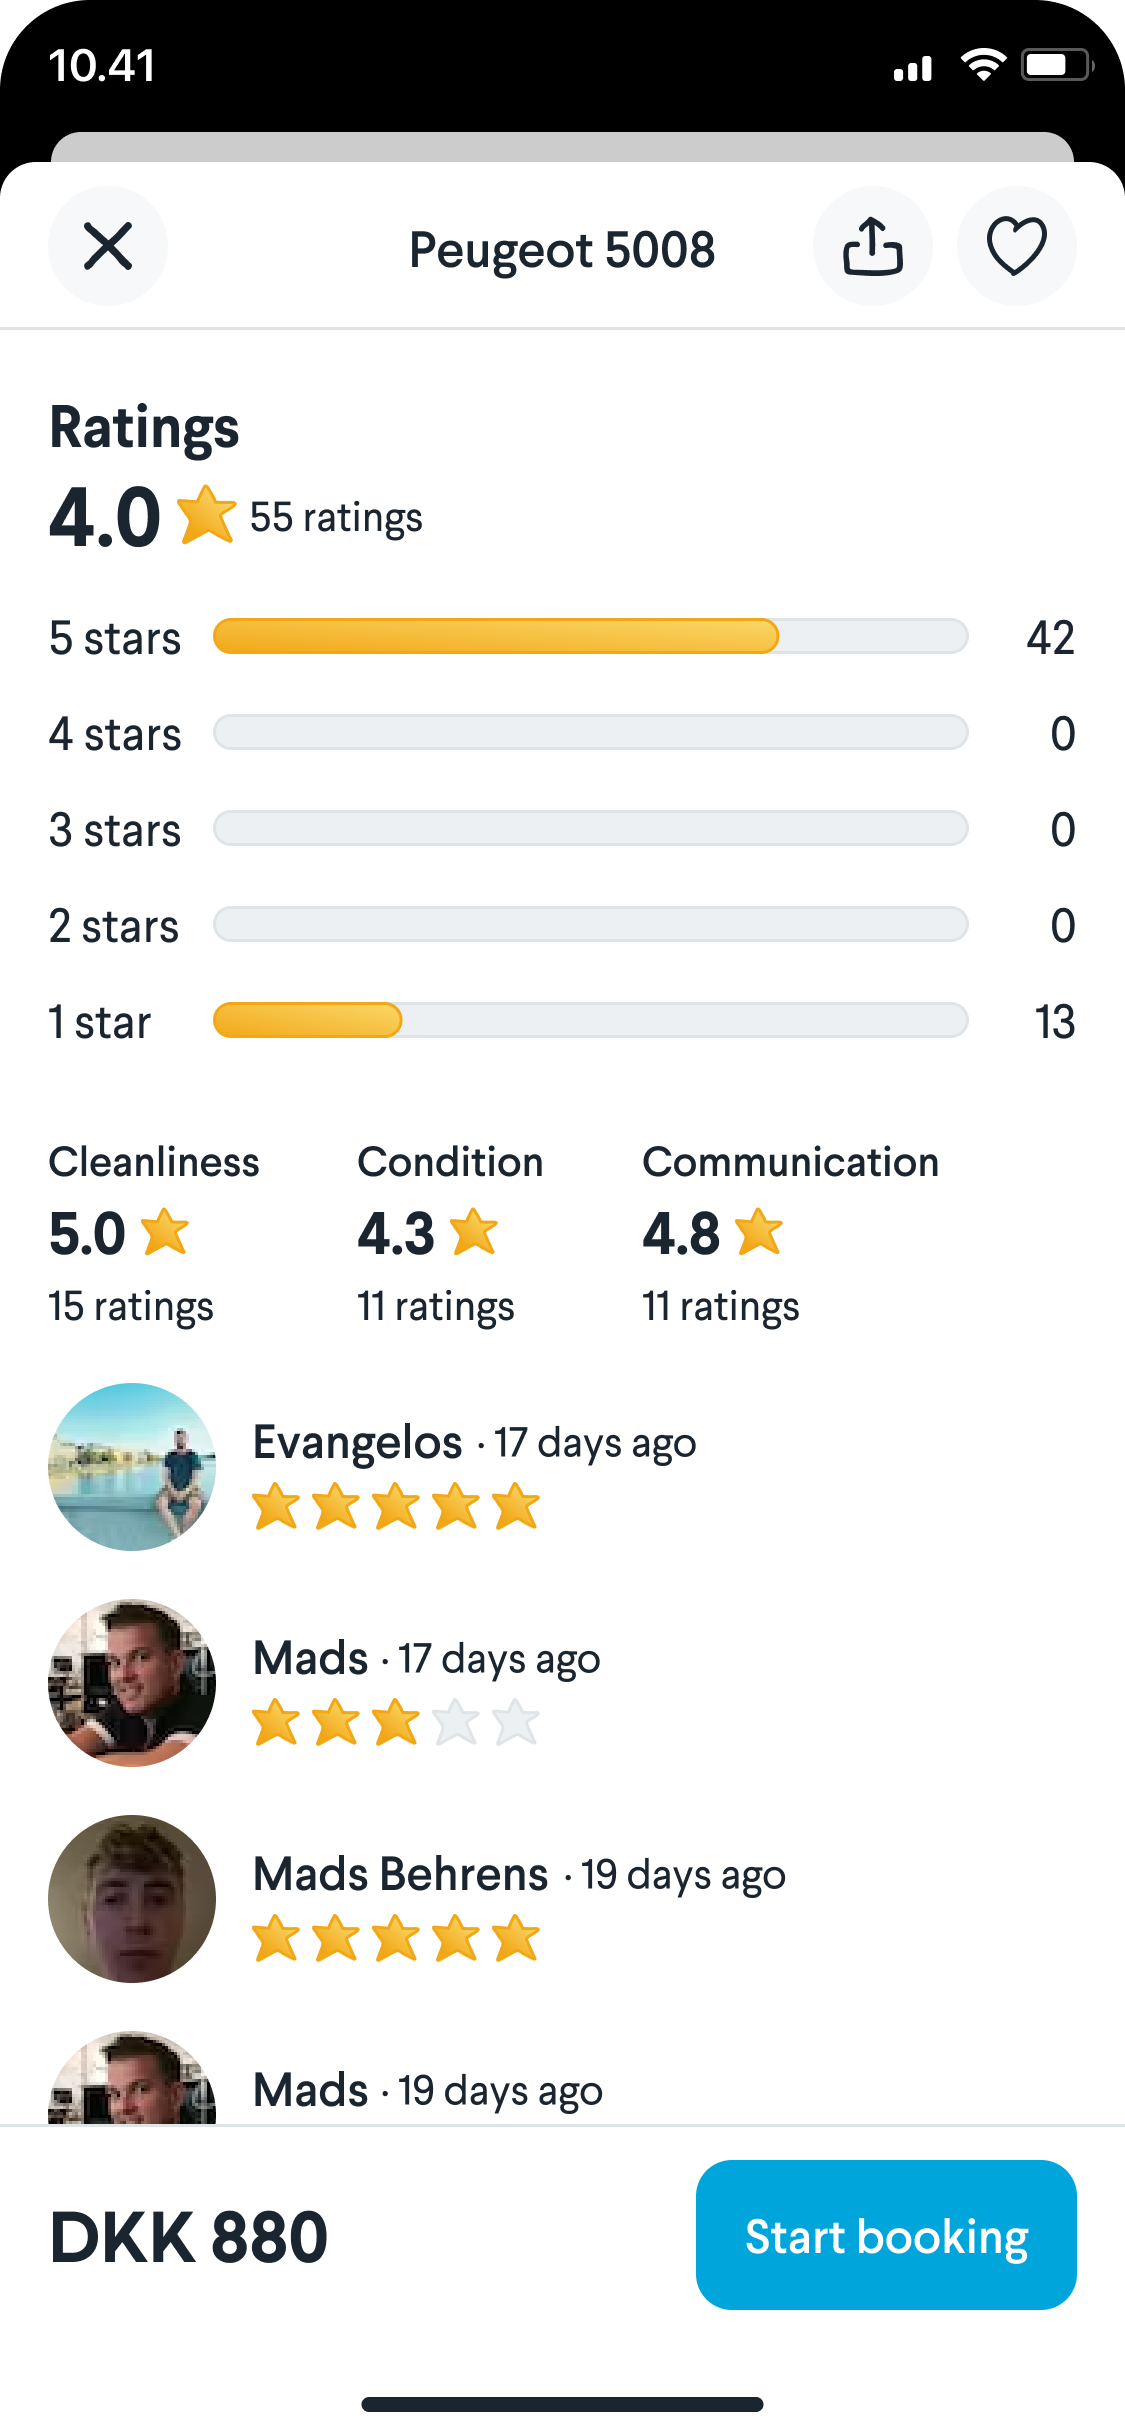 10.41
Peugeot 5008
Ratings
4.0 55 ratings
5 stars 42
4 stars 0
3 stars 0
2 stars 0
1 star 13
Cleanliness Condition Communication
5.0 4.3 4.8
15 ratings 11 ratings 11 ratings
Evangelos · 17 days ago
Mads · 17 days ago
Mads Behrens · 19 days ago
Mads · 19 days ago
DKK 880 Start booking